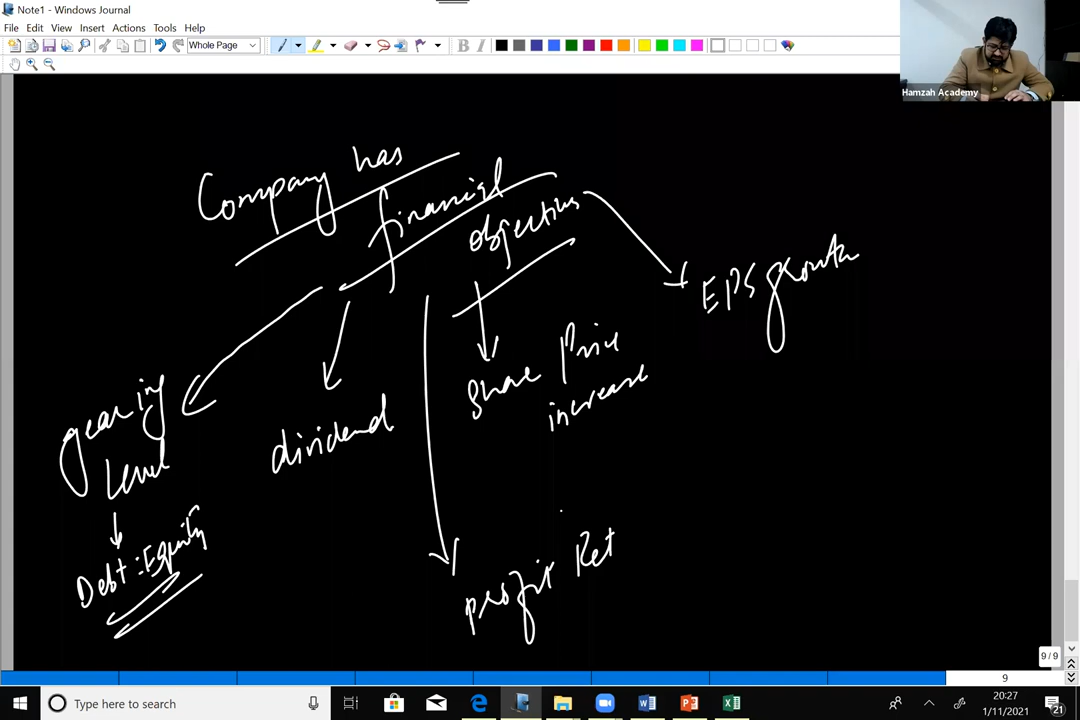 Note1 - Windows Journal
File Edit View Insert Actions Tools Help
Whole Page
B I
Hamzah Academy
Company has
financial
objectives
EPS growth
Share Price
increase
gearing
Level
dividend
Debt : Equity
profit Ret
9/9
9
Type here to search
20:27
1/11/2021
21